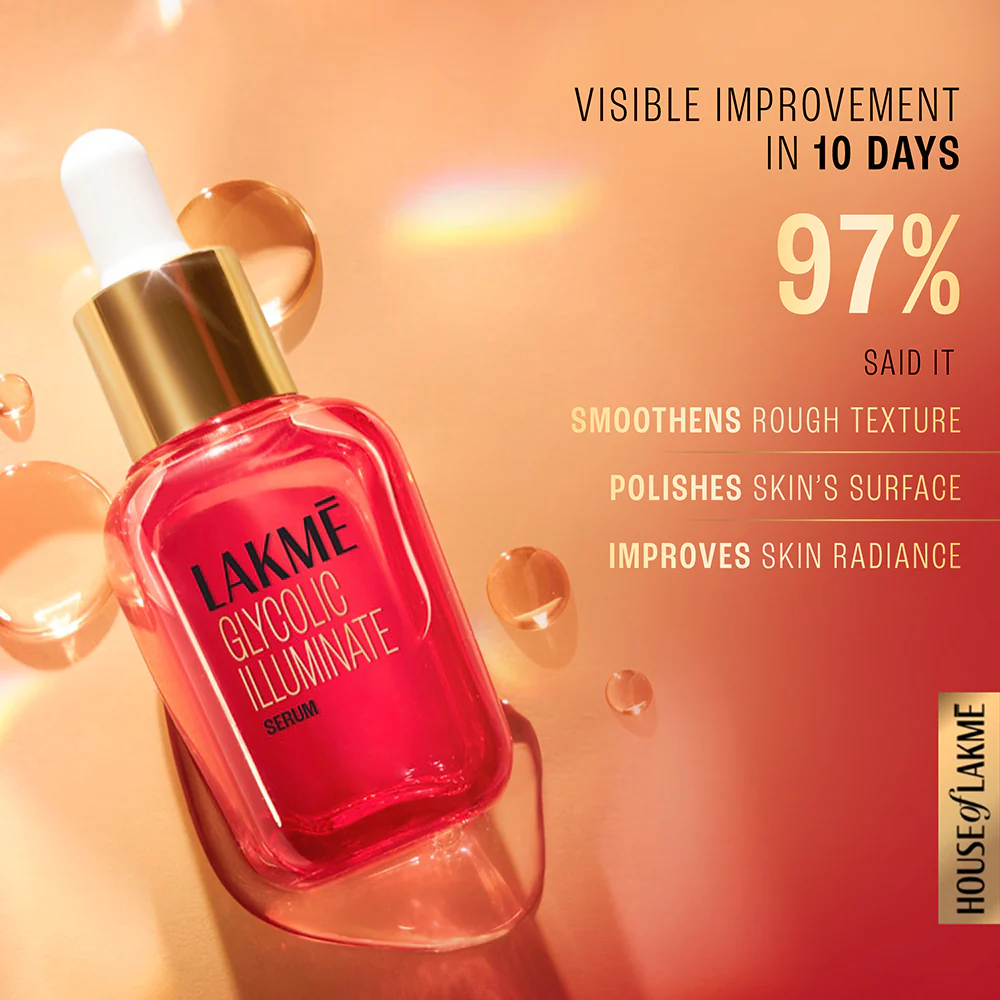 VISIBLE IMPROVEMENT
IN 10 DAYS
97%
SAID IT
SMOOTHENS ROUGH TEXTURE
POLISHES SKIN'S SURFACE
IMPROVES SKIN RADIANCE
LAKMĒ
GLYCOLIC
ILLUMINATE
SERUM
HOUSE of LAKMĒ